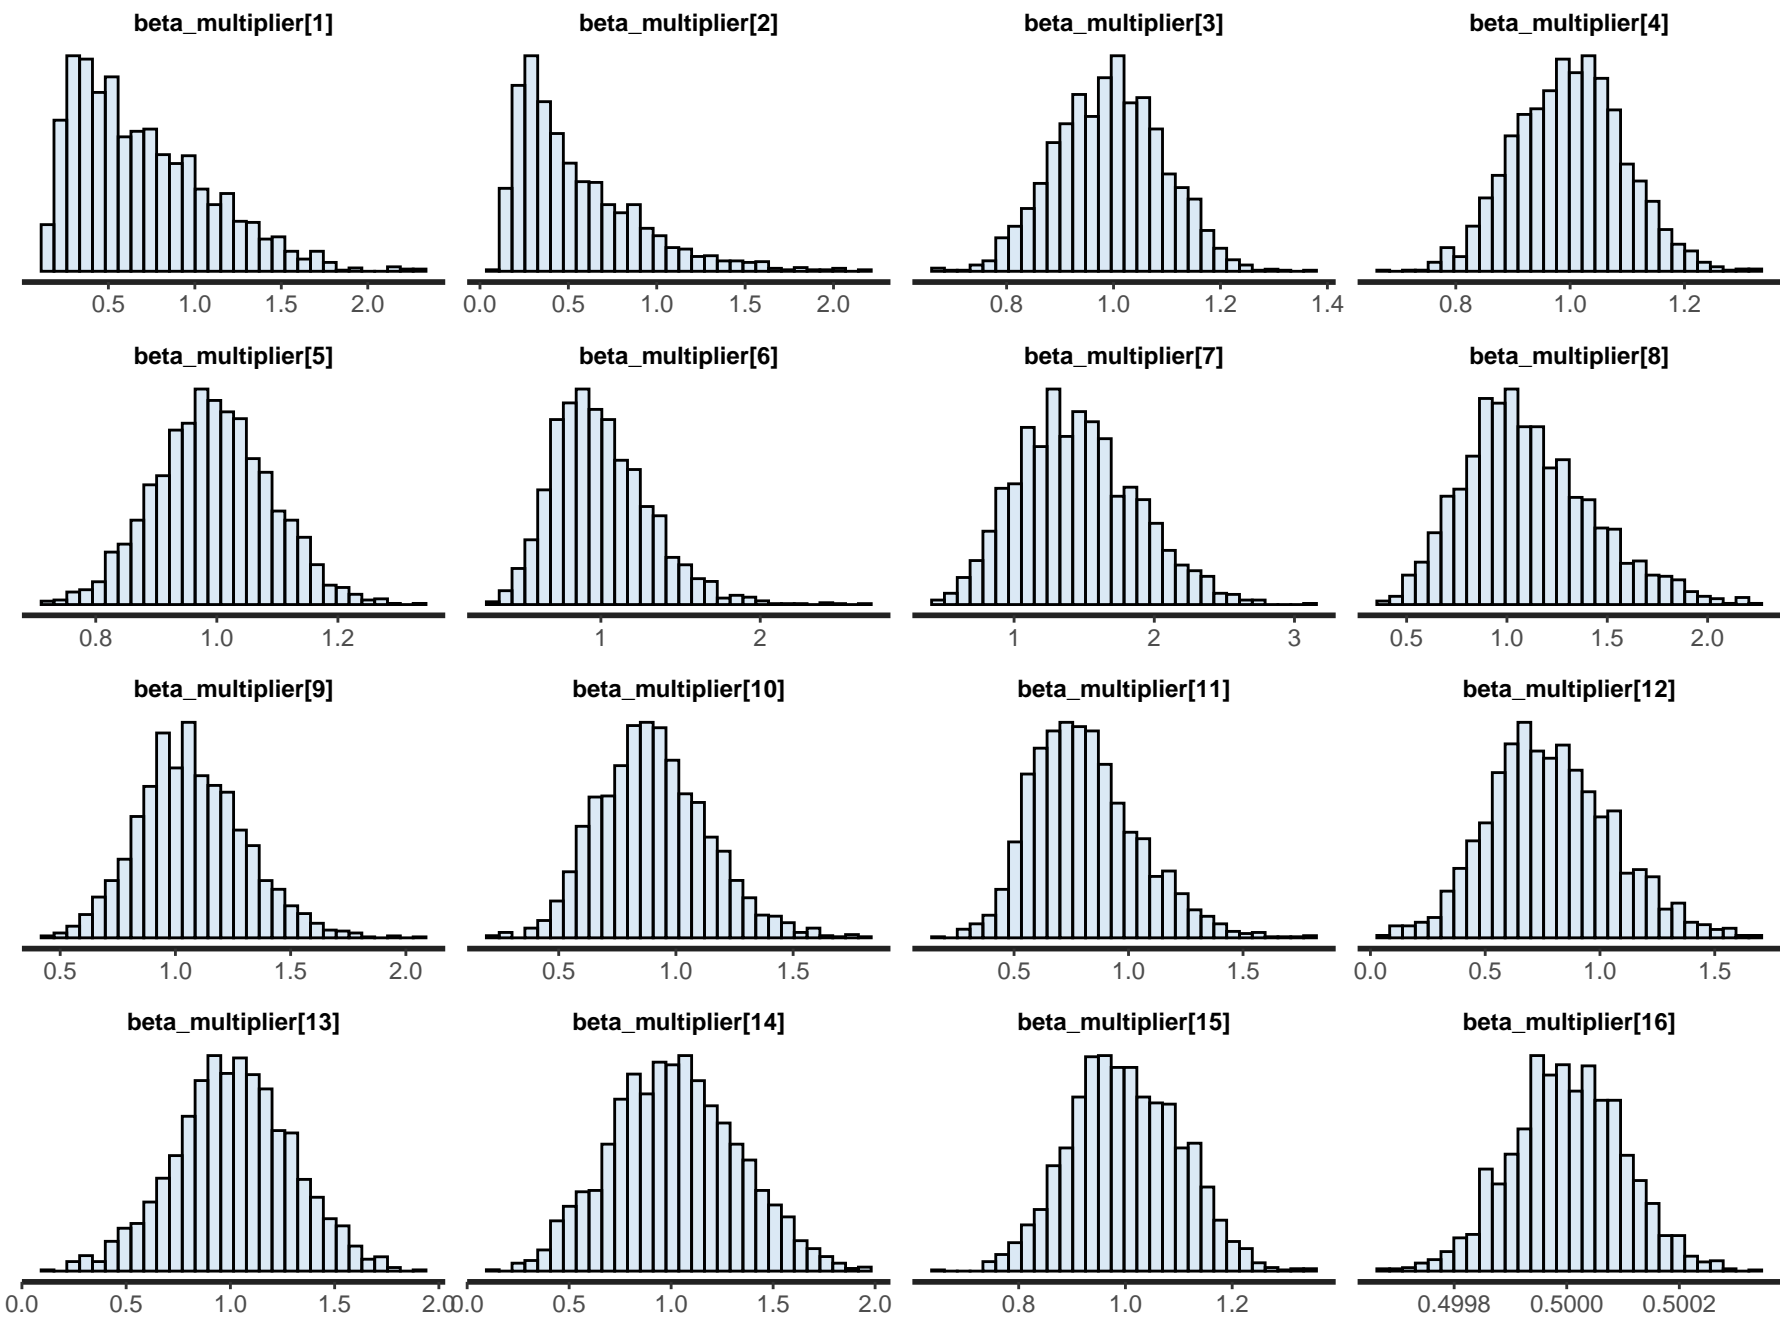 beta_multiplier[1] beta_multiplier[2] beta_multiplier[3] beta_multiplier[4]
0.5 1.0 1.5 2.0 0.0 0.5 1.0 1.5 2.0 0.8 1.0 1.2 1.4 0.8 1.0 1.2
beta_multiplier[5] beta_multiplier[6] beta_multiplier[7] beta_multiplier[8]
0.8 1.0 1.2 1 2 1 2 3 0.5 1.0 1.5 2.0
beta_multiplier[9] beta_multiplier[10] beta_multiplier[11] beta_multiplier[12]
0.5 1.0 1.5 2.0 0.5 1.0 1.5 0.5 1.0 1.5 0.0 0.5 1.0 1.5
beta_multiplier[13] beta_multiplier[14] beta_multiplier[15] beta_multiplier[16]
0.0 0.5 1.0 1.5 2.0 0.0 0.5 1.0 1.5 2.0 0.8 1.0 1.2 0.4998 0.5000 0.5002